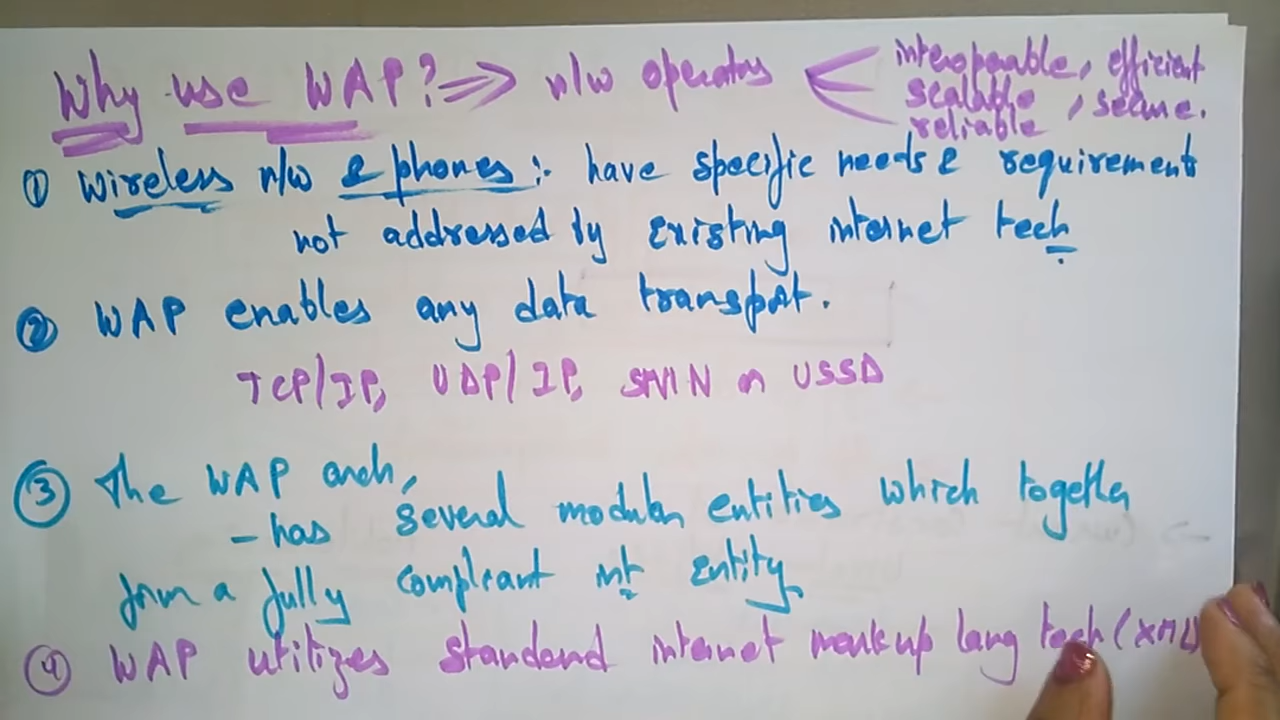 Why use WAP? => n/w operators < interoperable, efficient
scalable, secure.
reliable
① Wireless n/w & phones :- have specific needs & requirements
not addressed by existing internet tech.
② WAP enables any data transport.
TCP/IP, UDP/IP, or USSD
③ The WAP arch,
- has several modular entities which together
form a fully compliant int entity
④ WAP utilizes standard internet markup lang tech (XML)